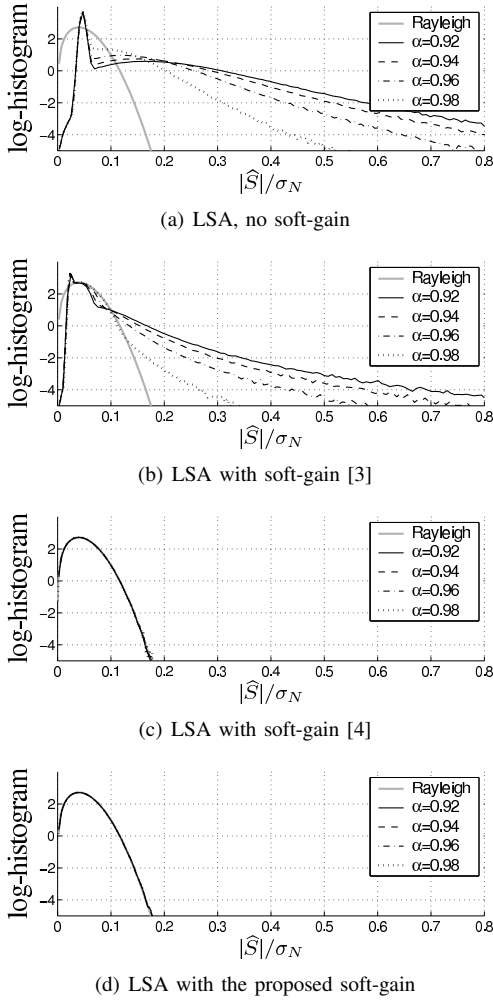 log-histogram
2
0
−2
−4
0 0.1 0.2 0.3 0.4 0.5 0.6 0.7 0.8
|Ŝ|/σ_N
Rayleigh
α=0.92
α=0.94
α=0.96
α=0.98
(a) LSA, no soft-gain
log-histogram
2
0
−2
−4
0 0.1 0.2 0.3 0.4 0.5 0.6 0.7 0.8
|Ŝ|/σ_N
Rayleigh
α=0.92
α=0.94
α=0.96
α=0.98
(b) LSA with soft-gain [3]
log-histogram
2
0
−2
−4
0 0.1 0.2 0.3 0.4 0.5 0.6 0.7 0.8
|Ŝ|/σ_N
Rayleigh
α=0.92
α=0.94
α=0.96
α=0.98
(c) LSA with soft-gain [4]
log-histogram
2
0
−2
−4
0 0.1 0.2 0.3 0.4 0.5 0.6 0.7 0.8
|Ŝ|/σ_N
Rayleigh
α=0.92
α=0.94
α=0.96
α=0.98
(d) LSA with the proposed soft-gain